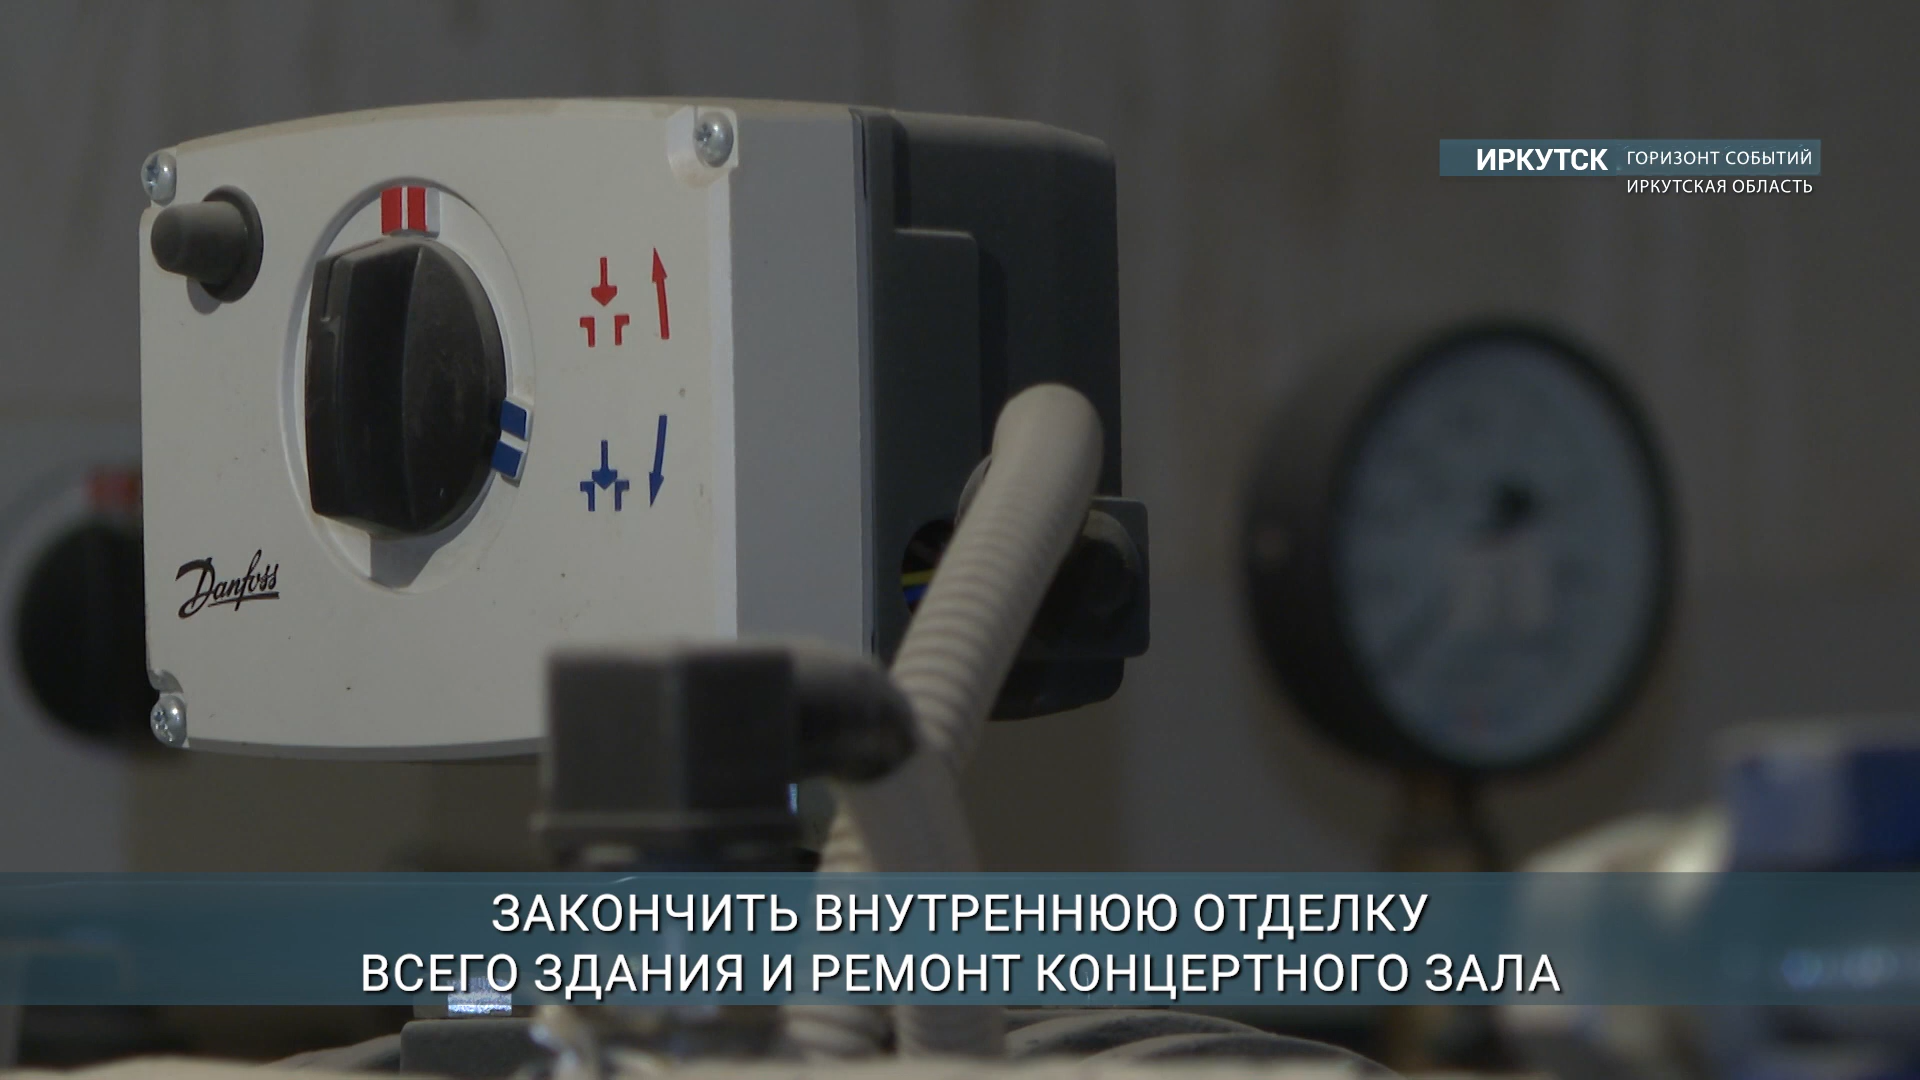 ИРКУТСК ГОРИЗОНТ СОБЫТИЙ
ИРКУТСКАЯ ОБЛАСТЬ
Danfoss
ЗАКОНЧИТЬ ВНУТРЕННЮЮ ОТДЕЛКУ
ВСЕГО ЗДАНИЯ И РЕМОНТ КОНЦЕРТНОГО ЗАЛА